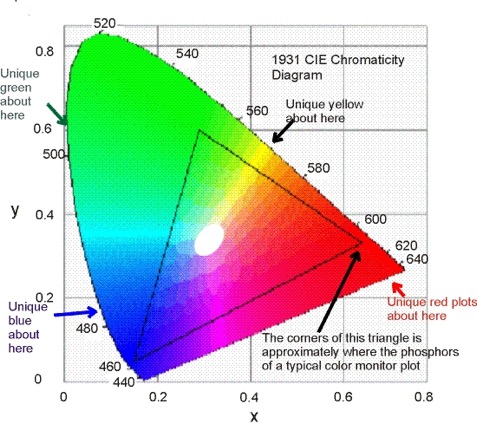 520
0.8
540
1931 CIE Chromaticity
Diagram
Unique
green
about
here
560
Unique yellow
about here
0.6
500
580
y
0.4
600
620
640
Unique red plots
about here
0.2
Unique
blue
about
here
480
The corners of this triangle is
approximately where the phosphors
of a typical color monitor plot
460
440
0
0
0.2
0.4
0.6
0.8
x